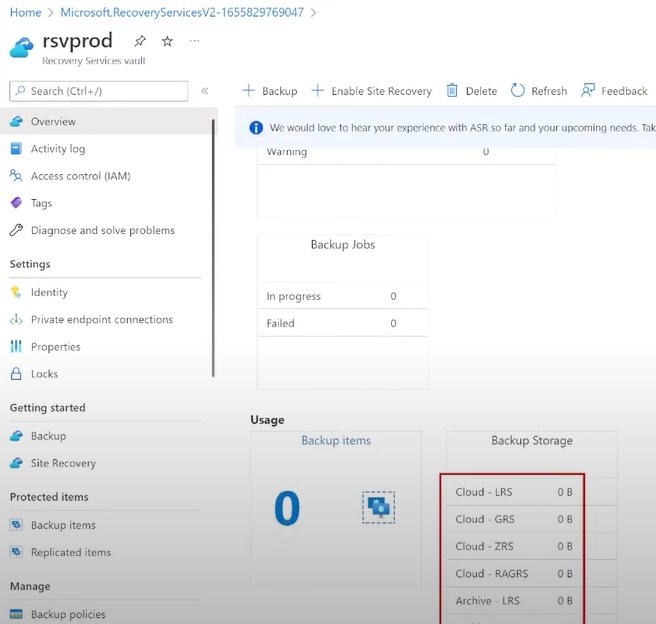 Home > Microsoft.RecoveryServicesV2-1655829769047 >
rsvprod
Recovery Services vault
Search (Ctrl+/)
Overview
Activity log
Access control (IAM)
Tags
Diagnose and solve problems
Settings
Identity
Private endpoint connections
Properties
Locks
Getting started
Backup
Site Recovery
Protected items
Backup items
Replicated items
Manage
Backup policies
+ Backup + Enable Site Recovery Delete Refresh Feedback
We would love to hear your experience with ASR so far and your upcoming needs. Tak
Warning 0
Backup Jobs
In progress 0
Failed 0
Usage
Backup items
0
Backup Storage
Cloud - LRS 0 B
Cloud - GRS 0 B
Cloud - ZRS 0 B
Cloud - RAGRS 0 B
Archive - LRS 0 B